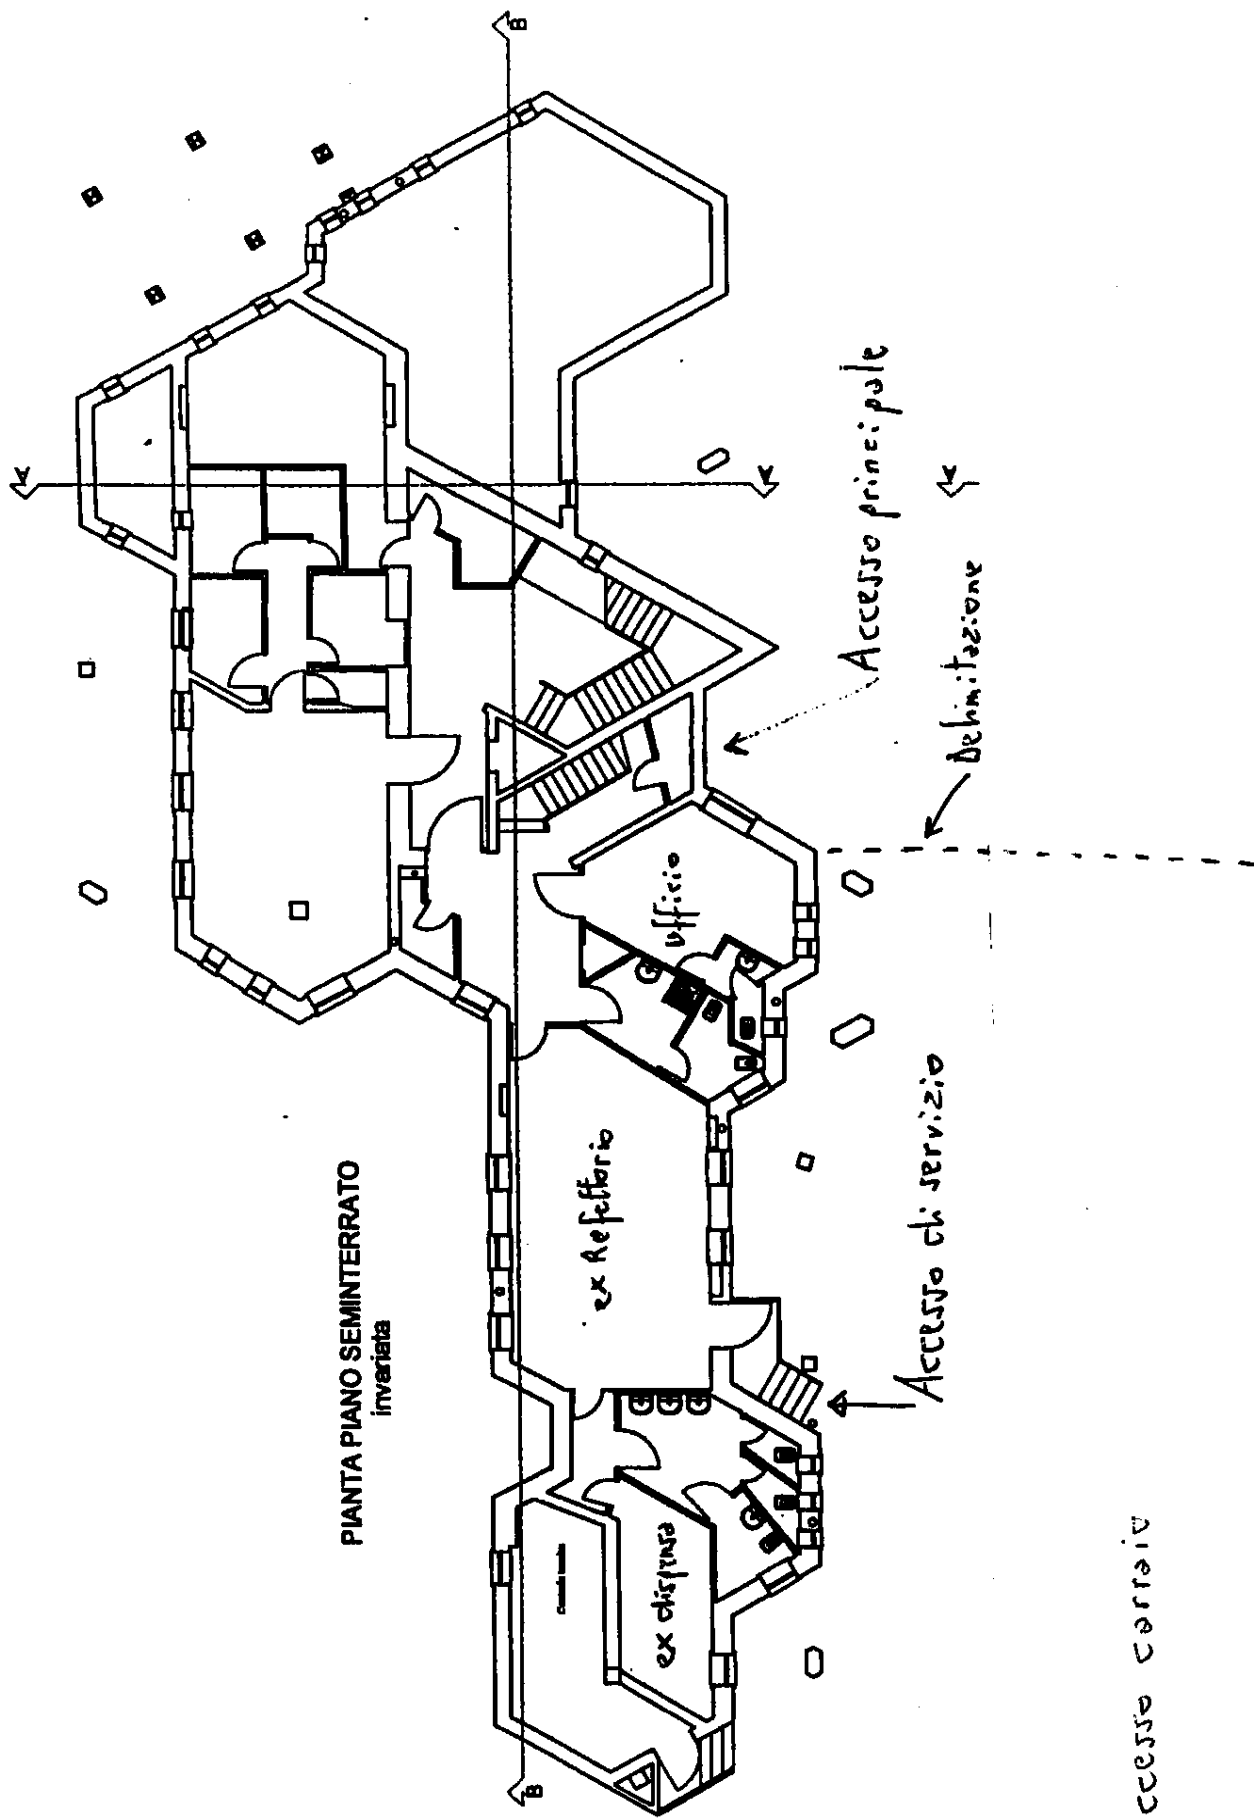 PIANTA PIANO SEMINTERRATO
invariata
B
B
A
A
A
Accesso principale
Delimitazione
Ufficio
ex Refettorio
Accesso di servizio
ex dispensa
ccesso carraio